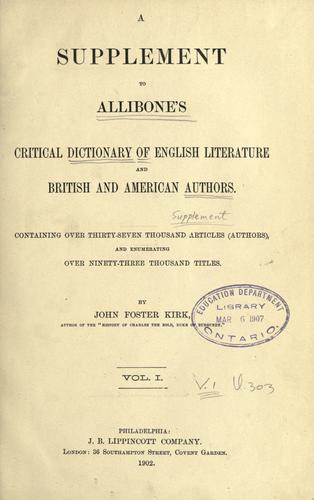 A
SUPPLEMENT
TO
ALLIBONE'S
CRITICAL DICTIONARY OF ENGLISH LITERATURE
AND
BRITISH AND AMERICAN AUTHORS.
Supplement
CONTAINING OVER THIRTY-SEVEN THOUSAND ARTICLES (AUTHORS),
AND ENUMERATING
OVER NINETY-THREE THOUSAND TITLES.
BY
JOHN FOSTER KIRK,
AUTHOR OF THE "HISTORY OF CHARLES THE BOLD, DUKE OF BURGUNDY."
EDUCATION DEPARTMENT
LIBRARY
MAR 6 1907
ONTARIO.
VOL. I.
V.1
303
PHILADELPHIA:
J. B. LIPPINCOTT COMPANY.
LONDON: 36 SOUTHAMPTON STREET, COVENT GARDEN.
1902.